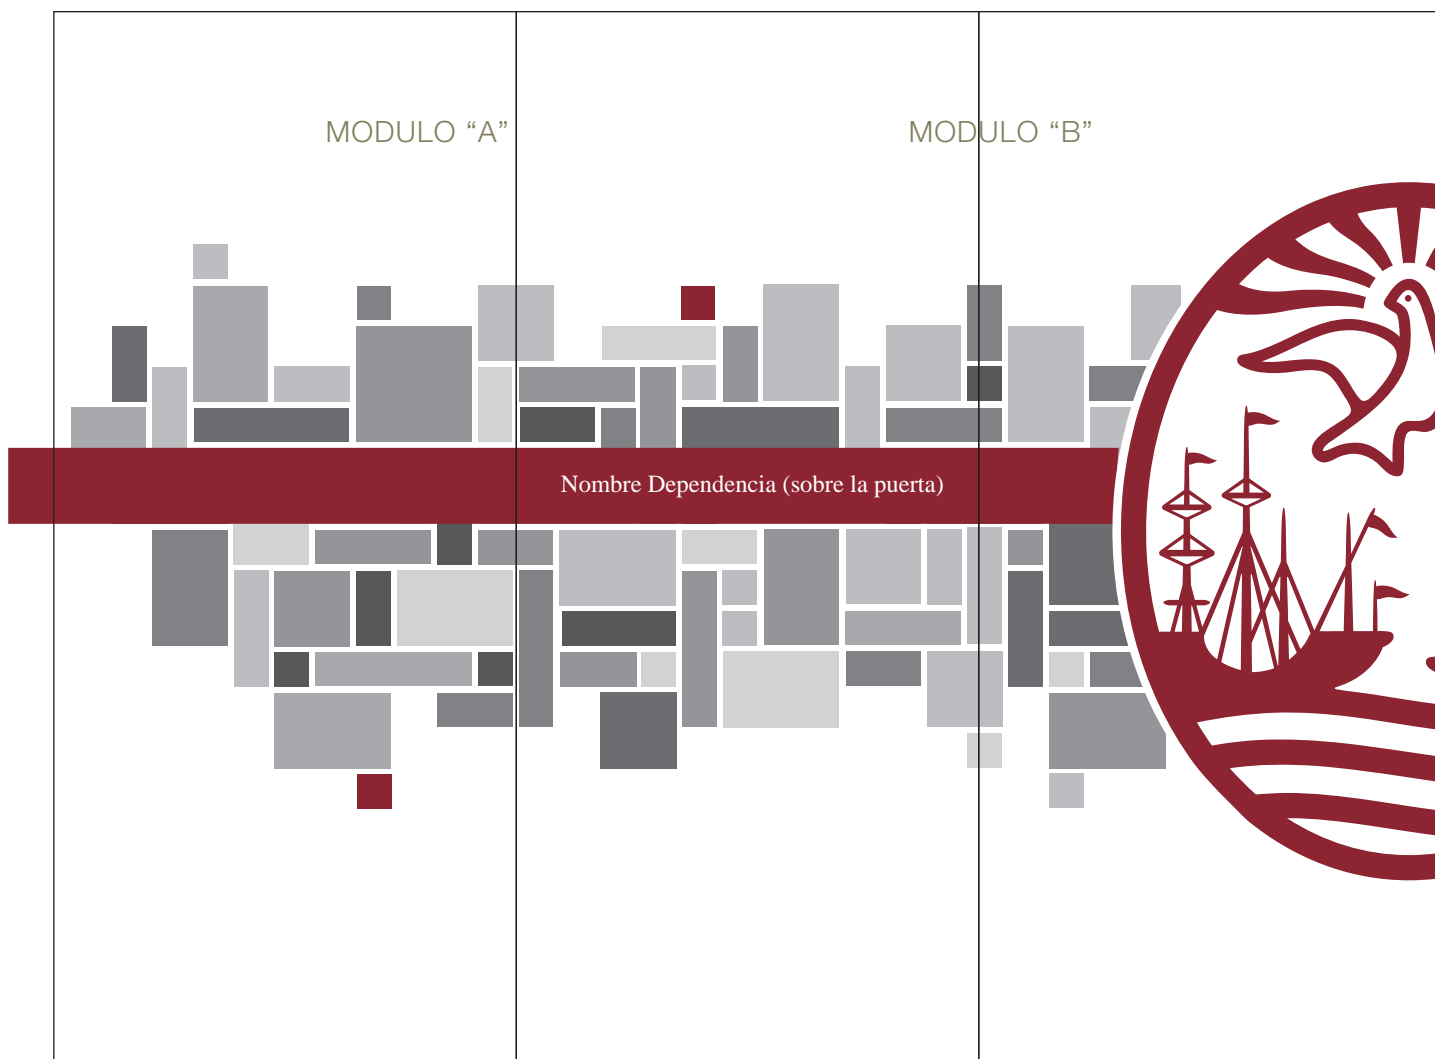 MODULO “A”
MODULO “B”
Nombre Dependencia (sobre la puerta)